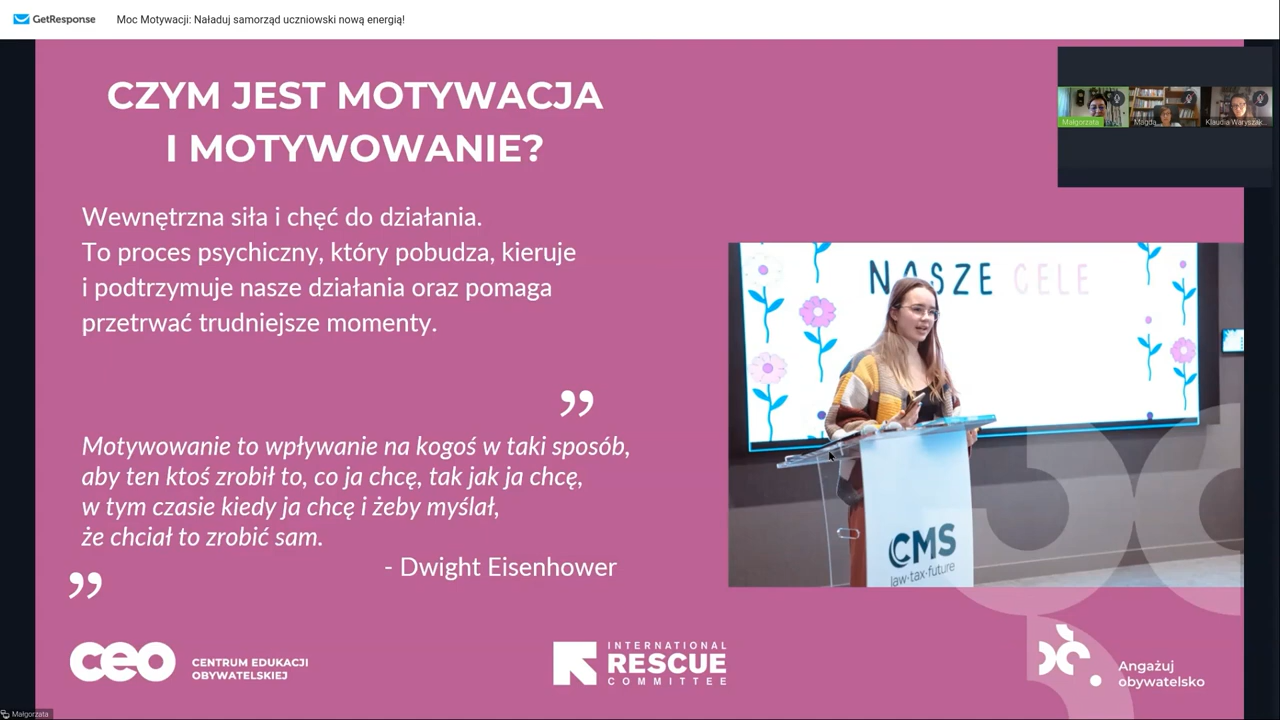 GetResponse
Moc Motywacji: Naładuj samorząd uczniowski nową energią!
CZYM JEST MOTYWACJA
I MOTYWOWANIE?
Małgorzata
Magda
Klaudia Waryszak...
Wewnętrzna siła i chęć do działania.
To proces psychiczny, który pobudza, kieruje
i podtrzymuje nasze działania oraz pomaga
przetrwać trudniejsze momenty.
NASZE CELE
”
Motywowanie to wpływanie na kogoś w taki sposób,
aby ten ktoś zrobił to, co ja chcę, tak jak ja chcę,
w tym czasie kiedy ja chcę i żeby myślał,
że chciał to zrobić sam.
- Dwight Eisenhower
”
CMS
law·tax·future
ceo
CENTRUM EDUKACJI
OBYWATELSKIEJ
INTERNATIONAL
RESCUE
COMMITTEE
Angażuj
obywatelsko
Małgorzata